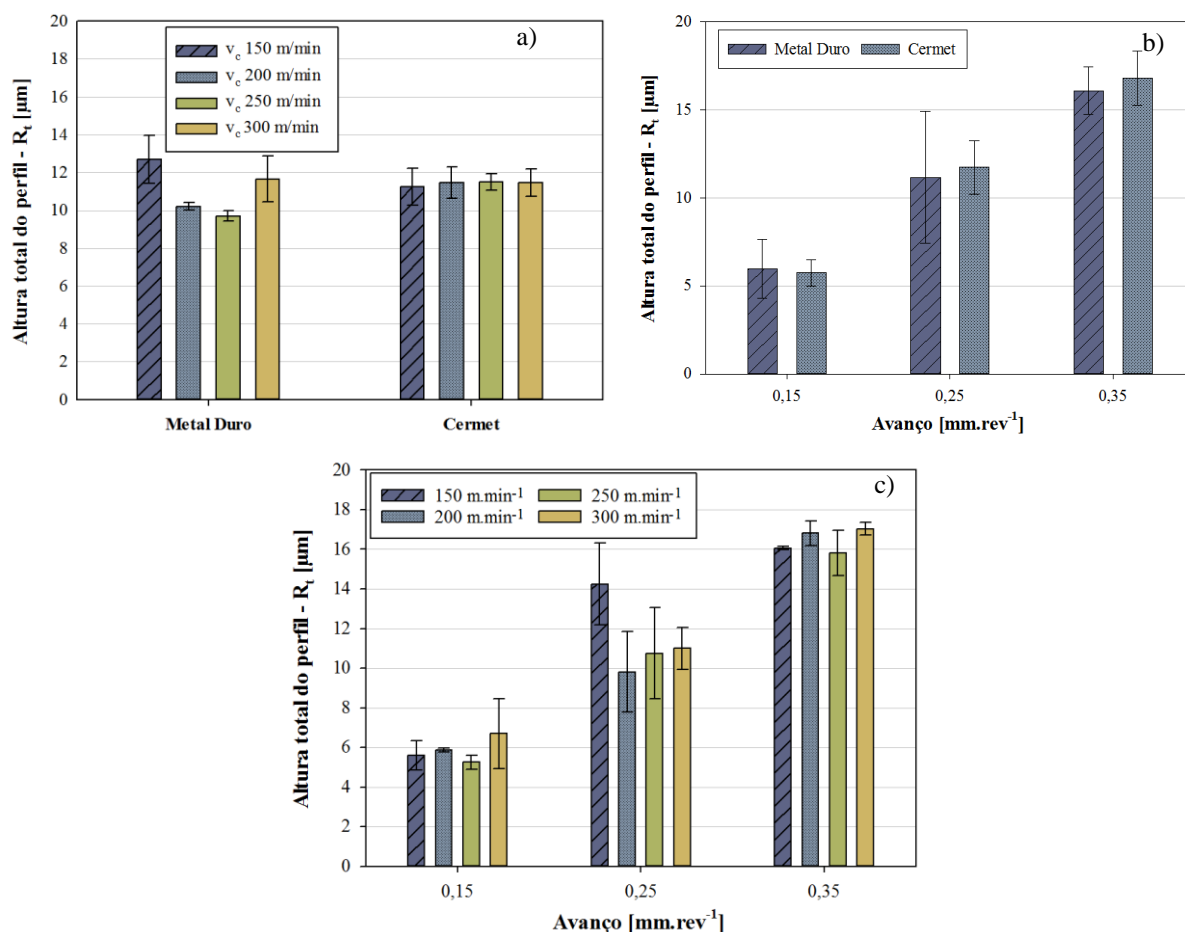 a)
Altura total do perfil - Rt [µm]
20
18
16
14
12
10
8
6
4
2
0
vc 150 m/min
vc 200 m/min
vc 250 m/min
vc 300 m/min
Metal Duro Cermet
b)
Altura total do perfil - Rt [µm]
20
15
10
5
0
Metal Duro Cermet
0,15 0,25 0,35
Avanço [mm.rev⁻¹]
c)
Altura total do perfil - Rt [µm]
20
18
16
14
12
10
8
6
4
2
0
150 m.min⁻¹ 250 m.min⁻¹
200 m.min⁻¹ 300 m.min⁻¹
0,15 0,25 0,35
Avanço [mm.rev⁻¹]